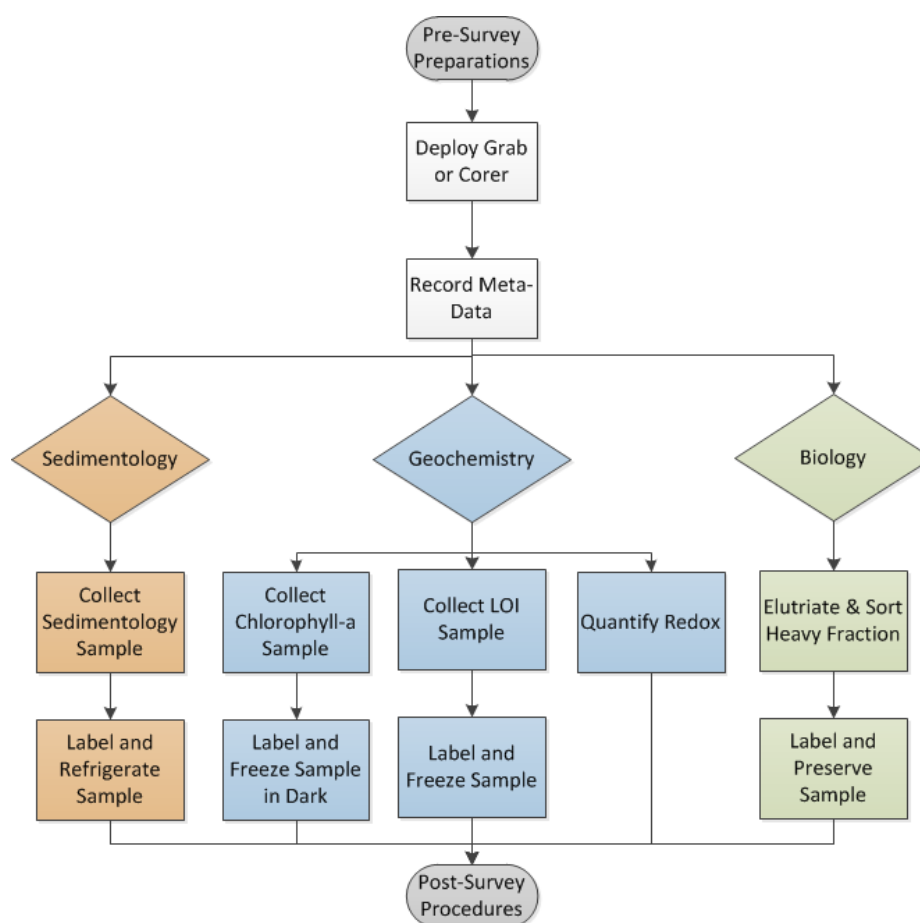 Pre-Survey
Preparations
Deploy Grab
or Corer
Record Meta-
Data
Sedimentology
Geochemistry
Biology
Collect
Sedimentology
Sample
Collect
Chlorophyll-a
Sample
Collect LOI
Sample
Quantify Redox
Elutriate & Sort
Heavy Fraction
Label and
Refrigerate
Sample
Label and
Freeze Sample
in Dark
Label and
Freeze Sample
Label and
Preserve
Sample
Post-Survey
Procedures